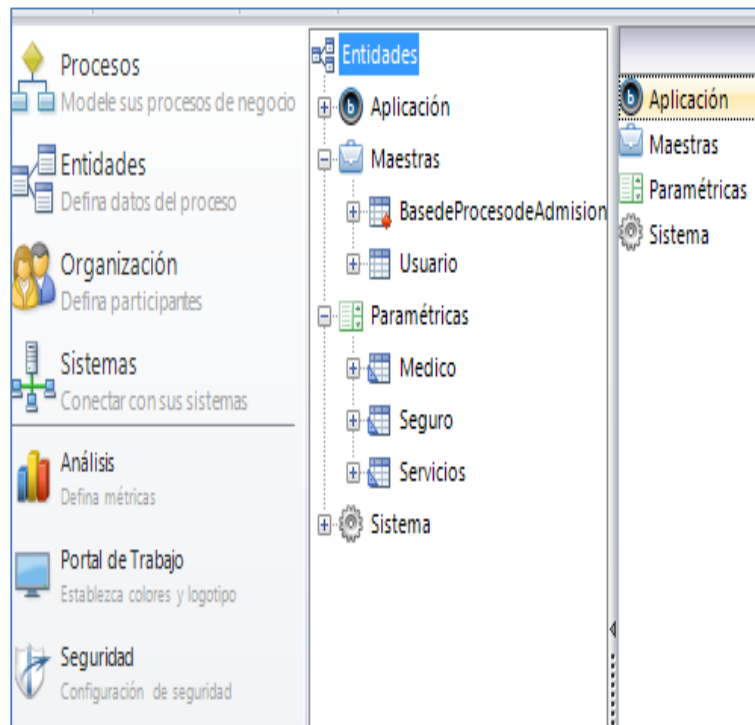 Procesos
Modele sus procesos de negocio
Entidades
Defina datos del proceso
Organización
Defina participantes
Sistemas
Conectar con sus sistemas
Análisis
Defina métricas
Portal de Trabajo
Establezca colores y logotipo
Seguridad
Configuración de seguridad
Entidades
Aplicación
Maestras
BasedeProcesodeAdmision
Usuario
Paramétricas
Medico
Seguro
Servicios
Sistema
Aplicación
Maestras
Paramétricas
Sistema